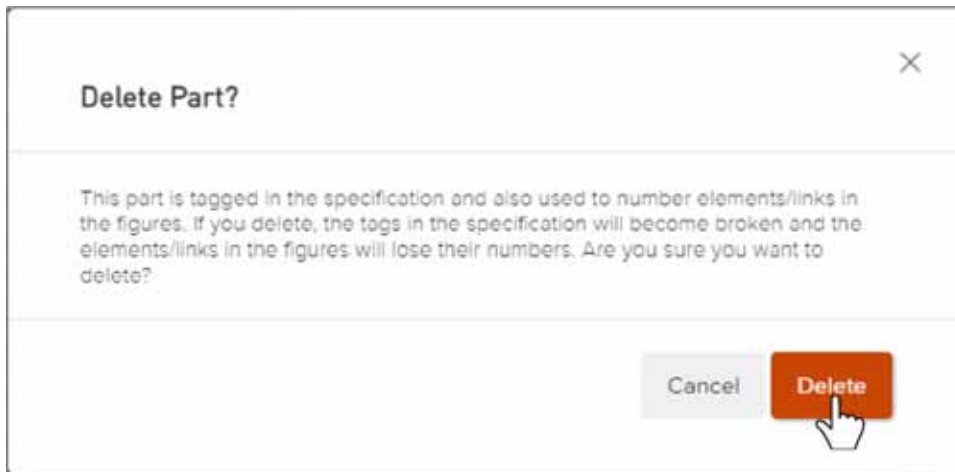 Delete Part?
This part is tagged in the specification and also used to number elements/links in
the figures. If you delete, the tags in the specification will become broken and the
elements/links in the figures will lose their numbers. Are you sure you want to
delete?
Cancel Delete